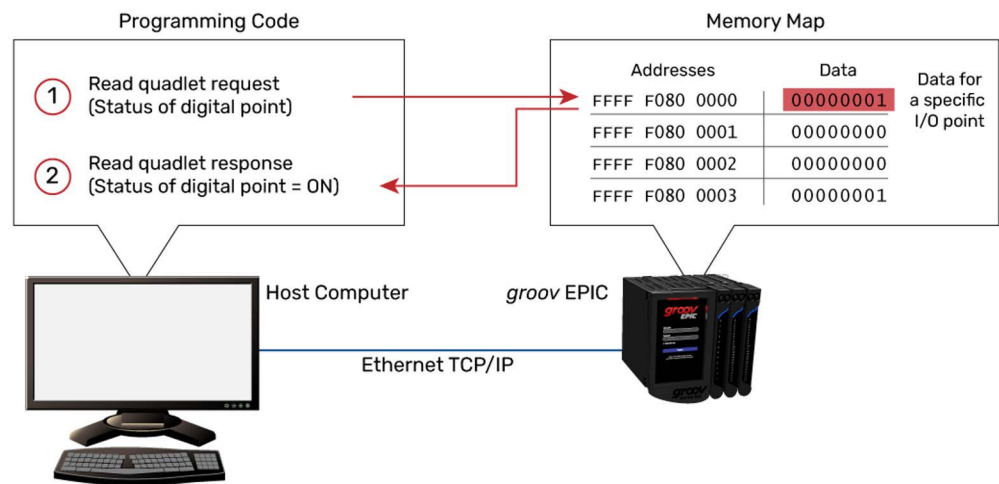 Programming Code
1
Read quadlet request
(Status of digital point)
2
Read quadlet response
(Status of digital point = ON)
Memory Map
Addresses Data
FFFF F080 0000 00000001
FFFF F080 0001 00000000
FFFF F080 0002 00000000
FFFF F080 0003 00000001
Data for
a specific
I/O point
Host Computer
groov EPIC
Ethernet TCP/IP
groov
EPIC
groov